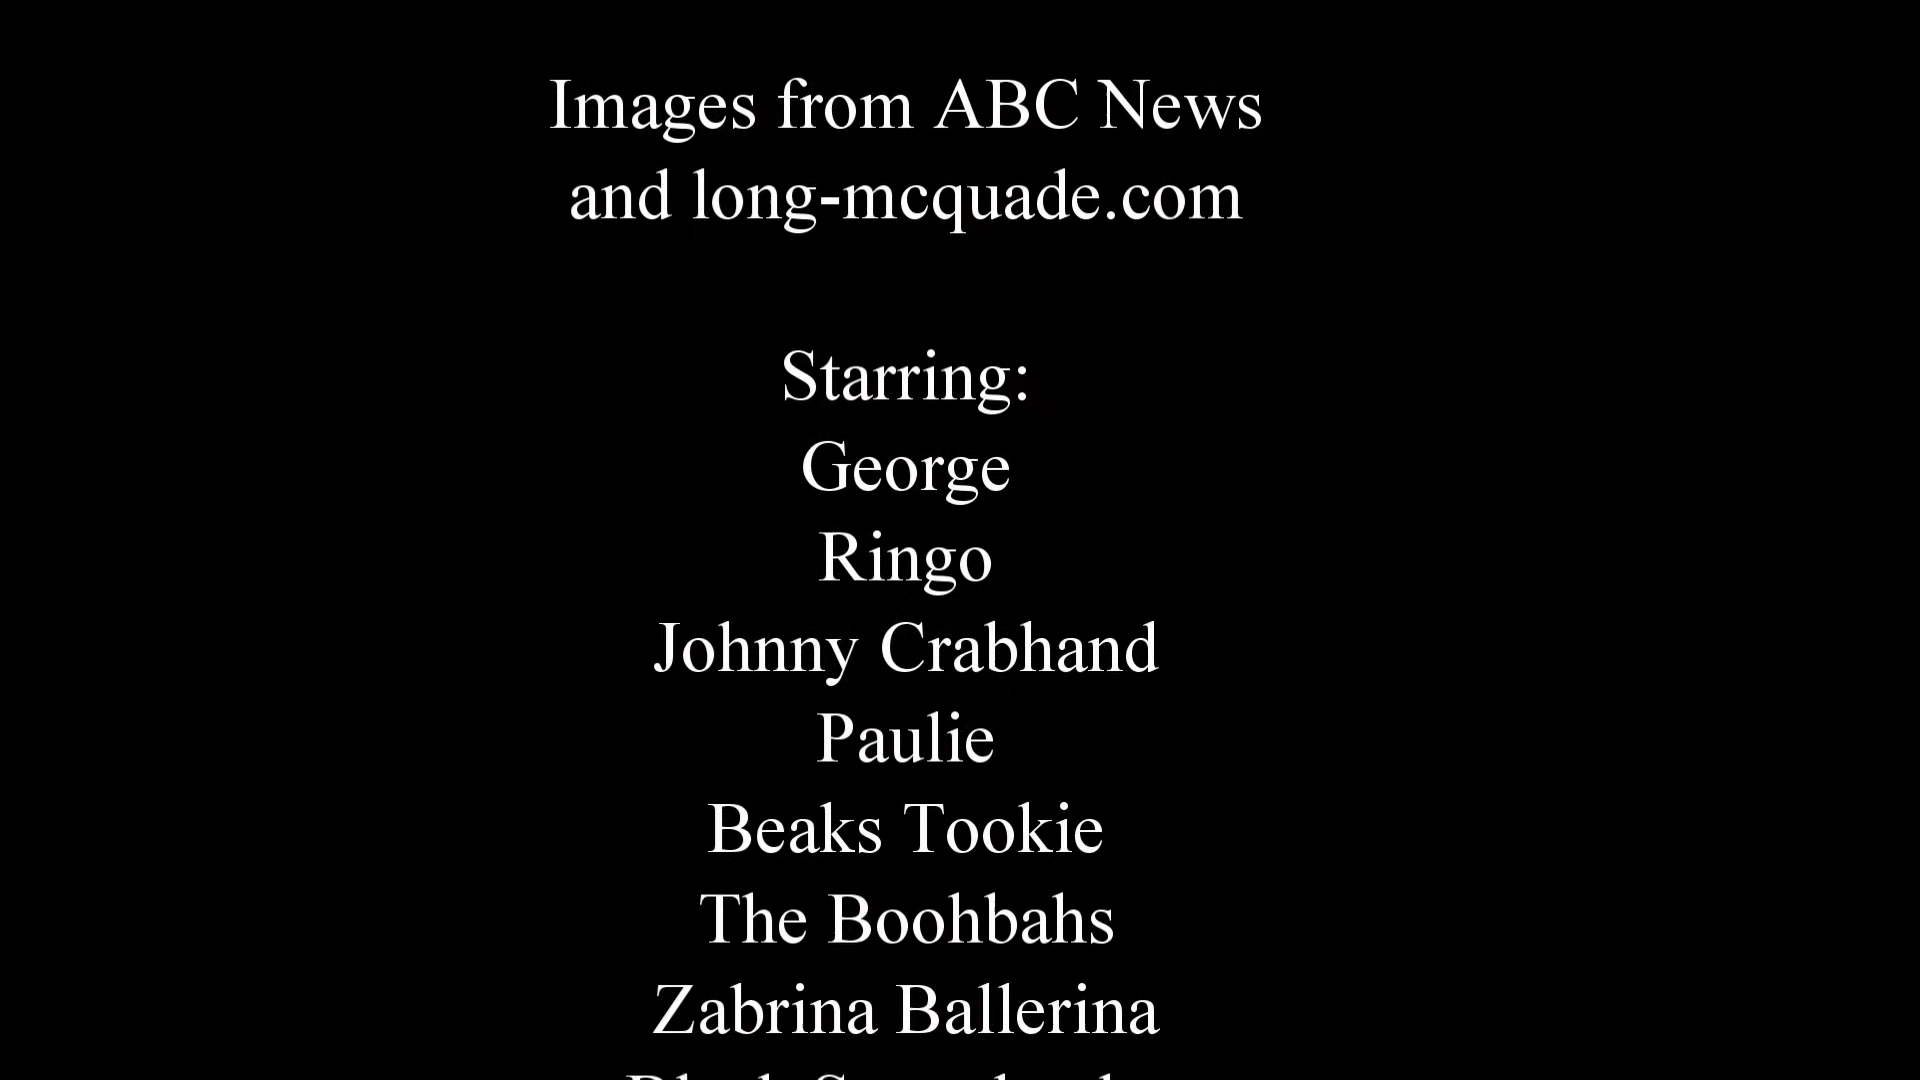 Images from ABC News
and long-mcquade.com
Starring:
George
Ringo
Johnny Crabhand
Paulie
Beaks Tookie
The Boohbahs
Zabrina Ballerina